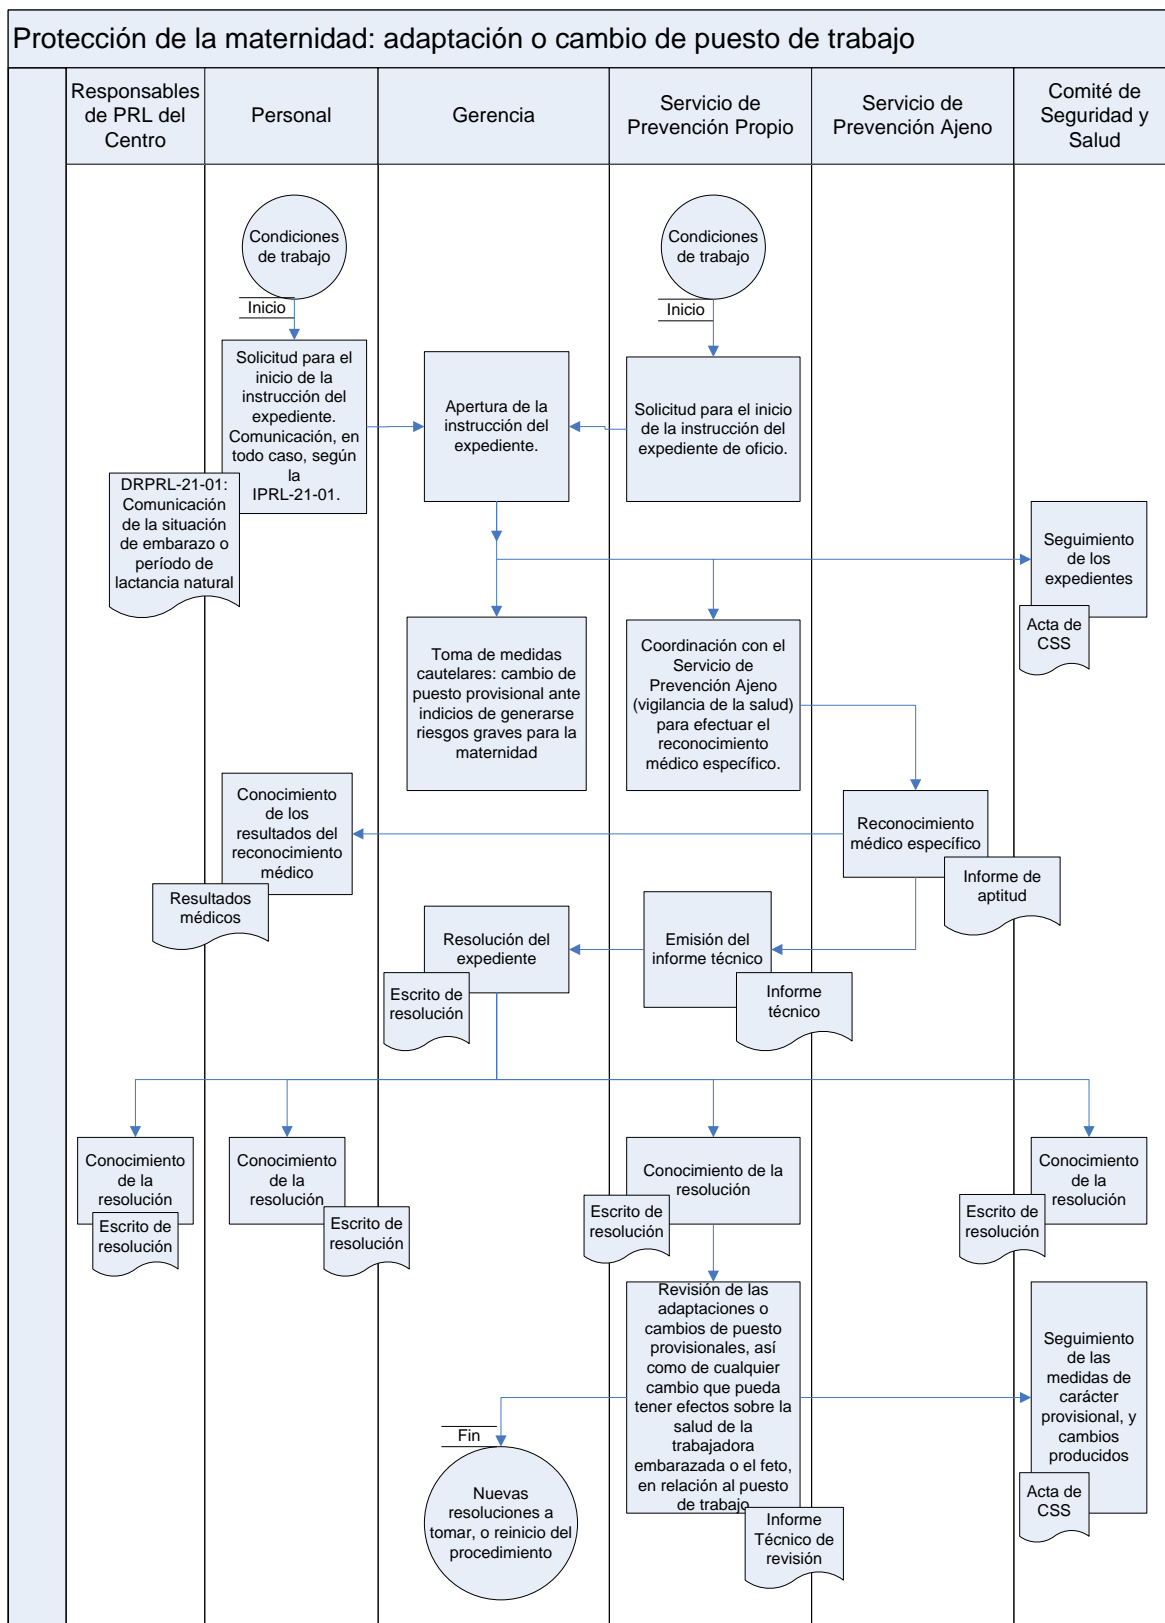 Protección de la maternidad: adaptación o cambio de puesto de trabajo
Responsables
de PRL del
Centro
Personal
Gerencia
Servicio de
Prevención Propio
Servicio de
Prevención Ajeno
Comité de
Seguridad y
Salud
Condiciones
de trabajo
Inicio
Condiciones
de trabajo
Inicio
Solicitud para el
inicio de la
instrucción del
expediente.
Comunicación, en
todo caso, según
la
IPRL-21-01.
DRPRL-21-01:
Comunicación
de la situación
de embarazo o
período de
lactancia natural
Apertura de la
instrucción del
expediente.
Solicitud para el inicio
de la instrucción del
expediente de oficio.
Seguimiento
de los
expedientes
Acta de
CSS
Toma de medidas
cautelares: cambio de
puesto provisional ante
indicios de generarse
riesgos graves para la
maternidad
Coordinación con el
Servicio de
Prevención Ajeno
(vigilancia de la salud)
para efectuar el
reconocimiento
médico específico.
Conocimiento
de los
resultados del
reconocimiento
médico
Resultados
médicos
Reconocimiento
médico específico
Informe de
aptitud
Resolución del
expediente
Escrito de
resolución
Emisión del
informe técnico
Informe
técnico
Conocimiento
de la
resolución
Escrito de
resolución
Conocimiento
de la
resolución
Escrito de
resolución
Conocimiento de la
resolución
Escrito de
resolución
Conocimiento
de la
resolución
Escrito de
resolución
Revisión de las
adaptaciones o
cambios de puesto
provisionales, así
como de cualquier
cambio que pueda
tener efectos sobre la
salud de la
trabajadora
embarazada o el feto,
en relación al puesto
de trabajo
Informe
Técnico de
revisión
Seguimiento
de las
medidas de
carácter
provisional, y
cambios
producidos
Acta de
CSS
Fin
Nuevas
resoluciones a
tomar, o reinicio del
procedimiento